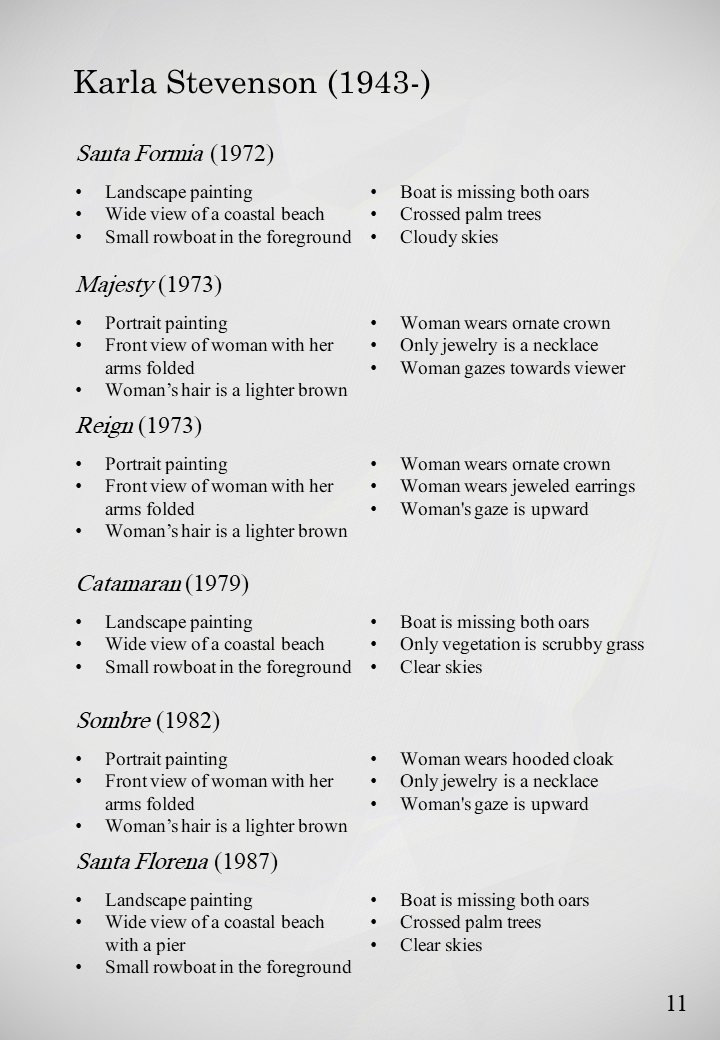 Karla Stevenson (1943-)
Santa Formia (1972)
• Landscape painting
• Wide view of a coastal beach
• Small rowboat in the foreground
• Boat is missing both oars
• Crossed palm trees
• Cloudy skies
Majesty (1973)
• Portrait painting
• Front view of woman with her
arms folded
• Woman’s hair is a lighter brown
• Woman wears ornate crown
• Only jewelry is a necklace
• Woman gazes towards viewer
Reign (1973)
• Portrait painting
• Front view of woman with her
arms folded
• Woman’s hair is a lighter brown
• Woman wears ornate crown
• Woman wears jeweled earrings
• Woman's gaze is upward
Catamaran (1979)
• Landscape painting
• Wide view of a coastal beach
• Small rowboat in the foreground
• Boat is missing both oars
• Only vegetation is scrubby grass
• Clear skies
Sombre (1982)
• Portrait painting
• Front view of woman with her
arms folded
• Woman’s hair is a lighter brown
• Woman wears hooded cloak
• Only jewelry is a necklace
• Woman's gaze is upward
Santa Florena (1987)
• Landscape painting
• Wide view of a coastal beach
with a pier
• Small rowboat in the foreground
• Boat is missing both oars
• Crossed palm trees
• Clear skies
11